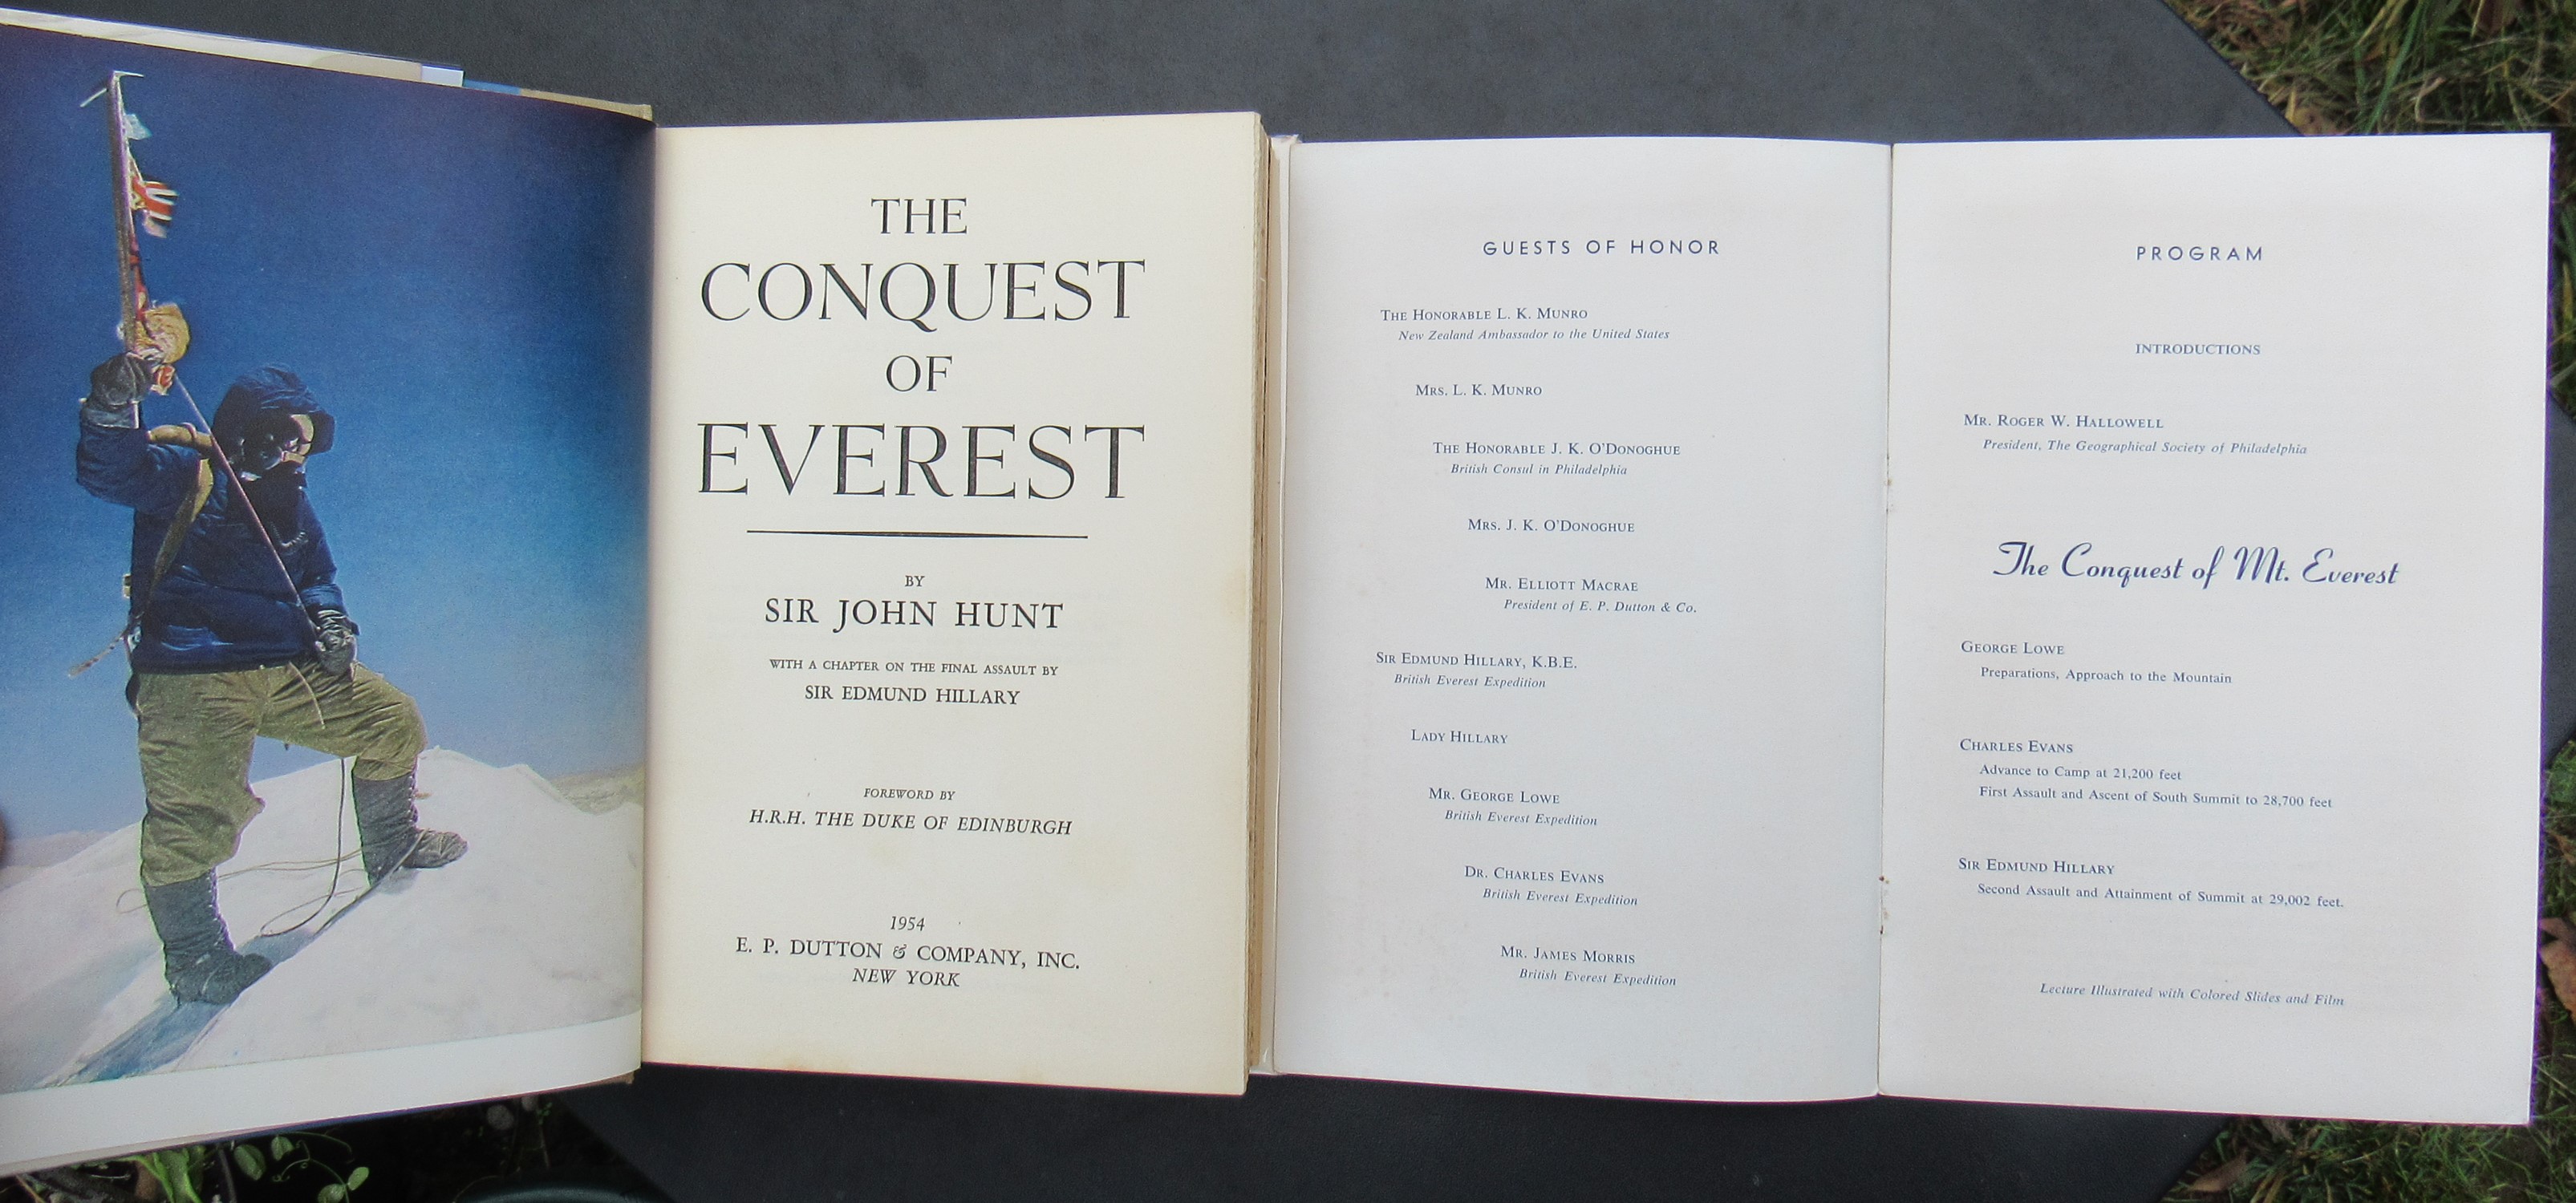 THE
CONQUEST
OF
EVEREST
BY
SIR JOHN HUNT
WITH A CHAPTER ON THE FINAL ASSAULT BY
SIR EDMUND HILLARY
FOREWORD BY
H.R.H. THE DUKE OF EDINBURGH
1954
E. P. DUTTON & COMPANY, INC.
NEW YORK
GUESTS OF HONOR
THE HONORABLE L. K. MUNRO
New Zealand Ambassador to the United States
MRS. L. K. MUNRO
THE HONORABLE J. K. O'DONOGHUE
British Consul in Philadelphia
MRS. J. K. O'DONOGHUE
MR. ELLIOTT MACRAE
President of E. P. Dutton & Co.
SIR EDMUND HILLARY, K.B.E.
British Everest Expedition
LADY HILLARY
MR. GEORGE LOWE
British Everest Expedition
DR. CHARLES EVANS
British Everest Expedition
MR. JAMES MORRIS
British Everest Expedition
PROGRAM
INTRODUCTIONS
MR. ROGER W. HALLOWELL
President, The Geographical Society of Philadelphia
The Conquest of Mt. Everest
GEORGE LOWE
Preparations, Approach to the Mountain
CHARLES EVANS
Advance to Camp at 21,200 feet
First Assault and Ascent of South Summit to 28,700 feet
SIR EDMUND HILLARY
Second Assault and Attainment of Summit at 29,002 feet.
Lecture Illustrated with Colored Slides and Film